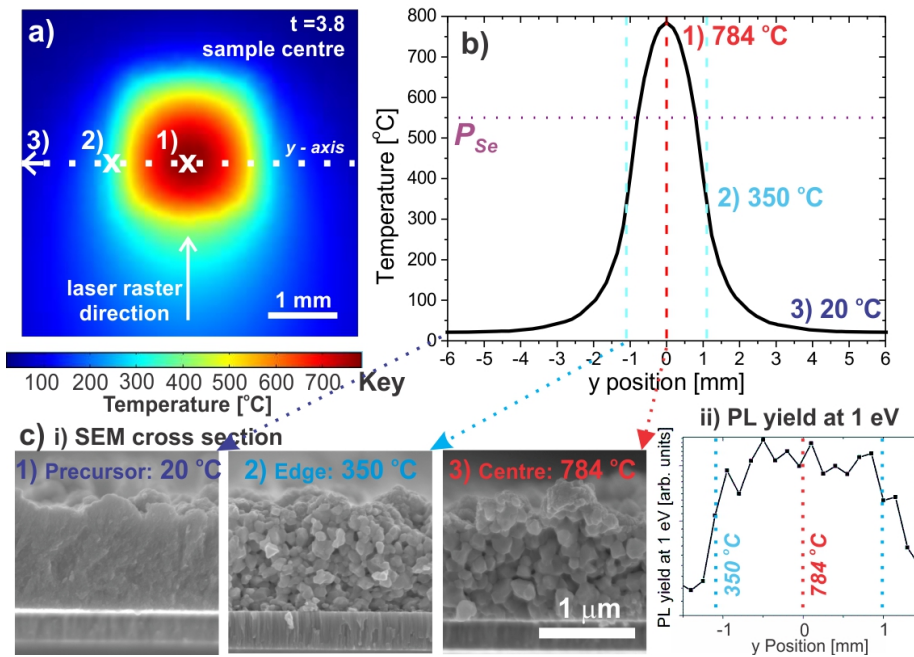 a)
t =3.8
sample centre
3)
2)
1)
y - axis
x
x
laser raster
direction
1 mm
100 200 300 400 500 600 700
Key
Temperature [°C]
b)
800
700
600
500
400
300
200
100
0
Temperature [°C]
1) 784 °C
P_Se
2) 350 °C
3) 20 °C
-6 -5 -4 -3 -2 -1 0 1 2 3 4 5 6
y position [mm]
c) i) SEM cross section
1) Precursor: 20 °C
2) Edge: 350 °C
3) Centre: 784 °C
1 μm
ii) PL yield at 1 eV
PL yield at 1 eV [arb. units]
350 °C
784 °C
-1 0 1
y Position [mm]